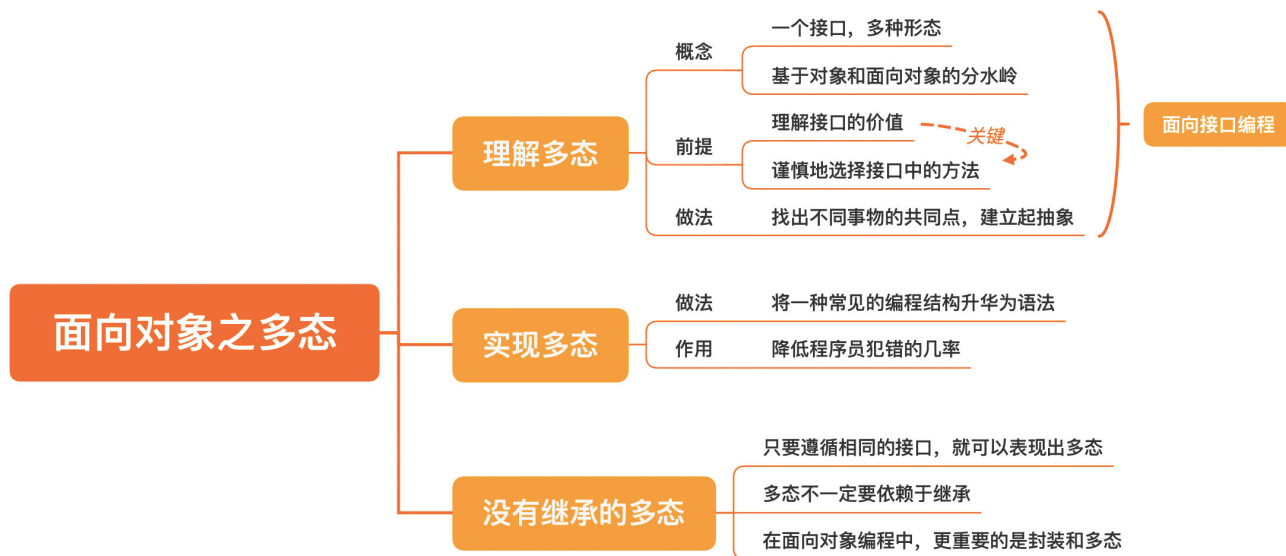 面向对象之多态
理解多态
概念
一个接口，多种形态
基于对象和面向对象的分水岭
前提
理解接口的价值
关键
谨慎地选择接口中的方法
做法
找出不同事物的共同点，建立起抽象
面向接口编程
实现多态
做法
将一种常见的编程结构升华为语法
作用
降低程序员犯错的几率
没有继承的多态
只要遵循相同的接口，就可以表现出多态
多态不一定要依赖于继承
在面向对象编程中，更重要的是封装和多态